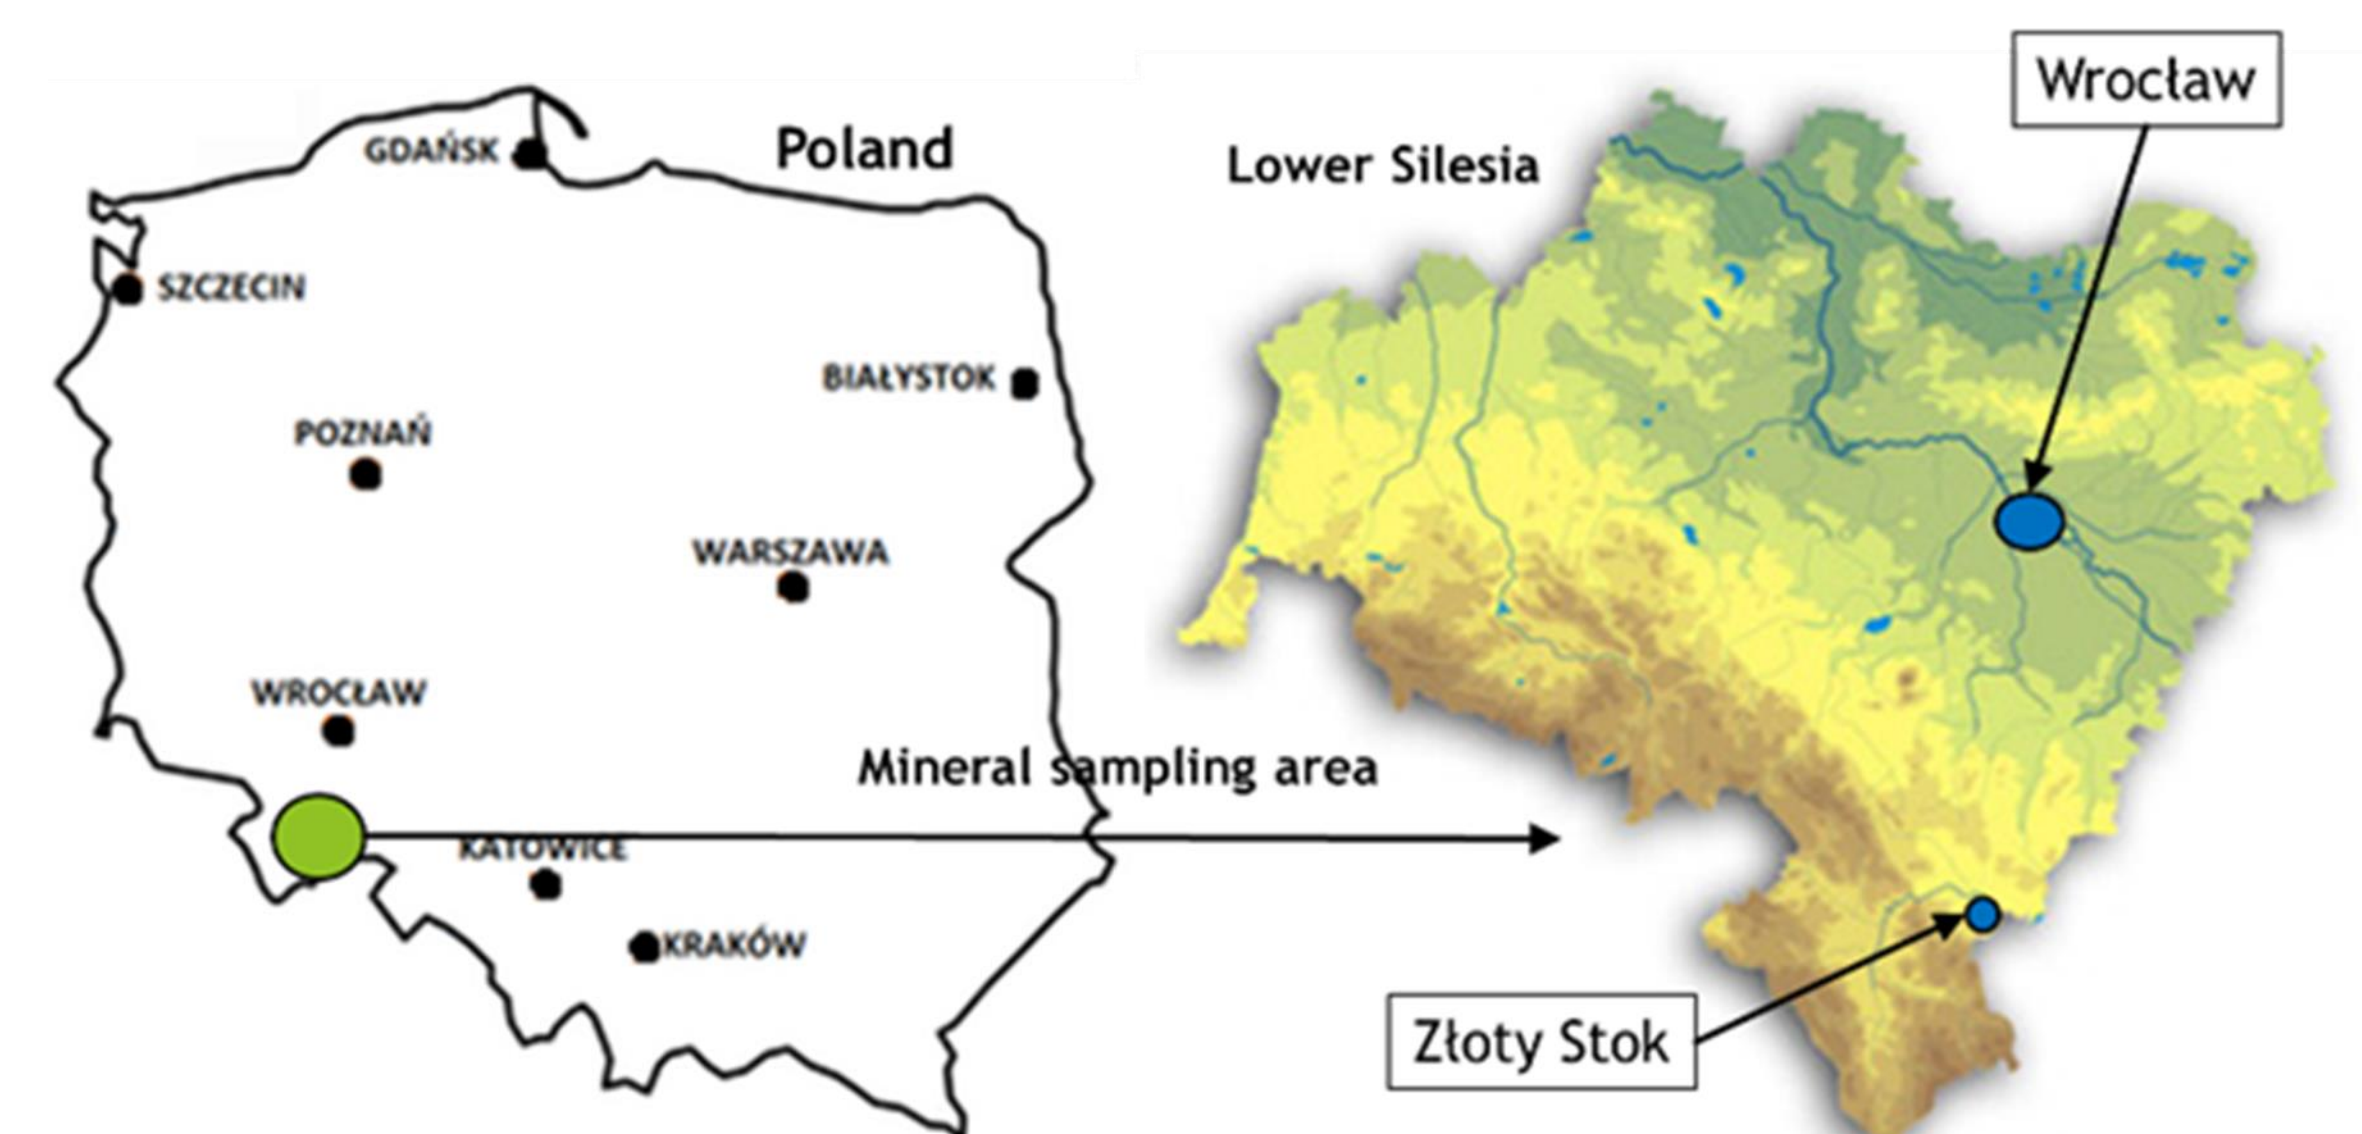 Wrocław
Poland
GDAŃSK
Lower Silesia
SZCZECIN
BIAŁYSTOK
POZNAŃ
WARSZAWA
WROCŁAW
Mineral sampling area
KATOWICE
KRAKÓW
Złoty Stok